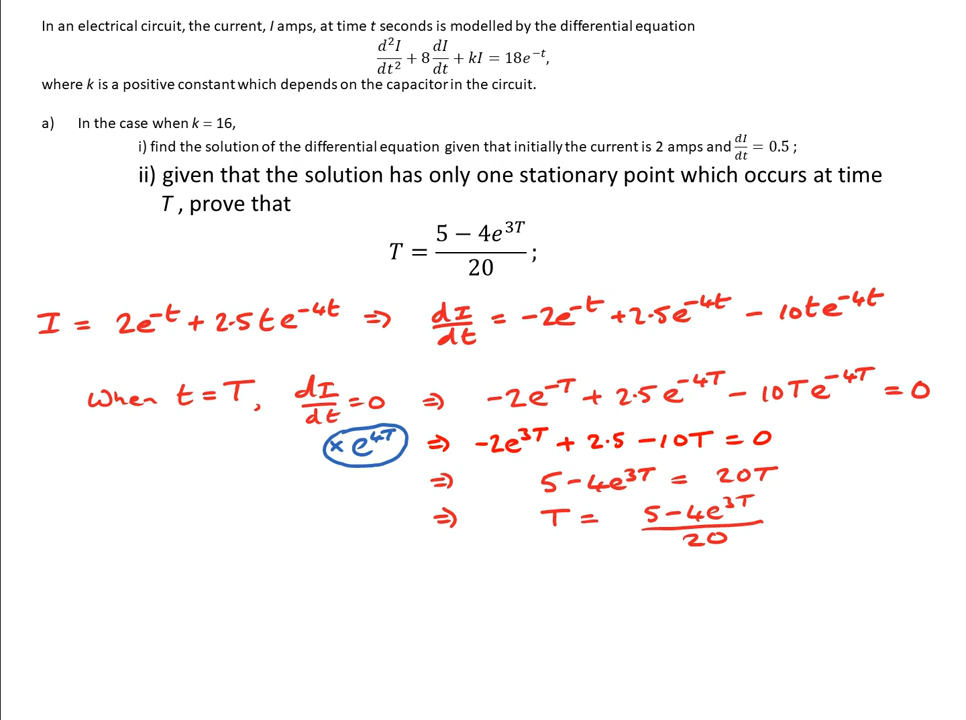 In an electrical circuit, the current, I amps, at time t seconds is modelled by the differential equation
d²I/dt² + 8 dI/dt + kI = 18e⁻ᵗ,
where k is a positive constant which depends on the capacitor in the circuit.
a) In the case when k = 16,
i) find the solution of the differential equation given that initially the current is 2 amps and dI/dt = 0.5 ;
ii) given that the solution has only one stationary point which occurs at time
T , prove that
T = (5 − 4e^{3T})/20 ;
I = 2e^{-t} + 2.5te^{-4t} ⇒ dI/dt = -2e^{-t} + 2.5e^{-4t} - 10te^{-4t}
When t = T, dI/dt = 0 ⇒ -2e^{-T} + 2.5e^{-4T} - 10Te^{-4T} = 0
×e^{4T} ⇒ -2e^{3T} + 2.5 - 10T = 0
⇒ 5 - 4e^{3T} = 20T
⇒ T = (5 - 4e^{3T})/20